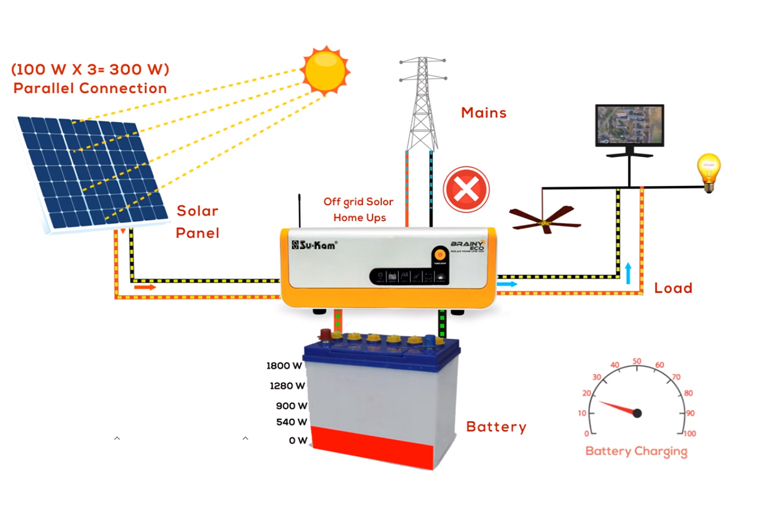 (100 W X 3= 300 W)
Parallel Connection
Mains
Solar
Panel
Off grid Solor
Home Ups
Su-Kam
BRAINY
ECO
Load
1800 W
1280 W
900 W
540 W
0 W
Battery
0
10
20
30
40
50
60
70
80
90
100
Battery Charging